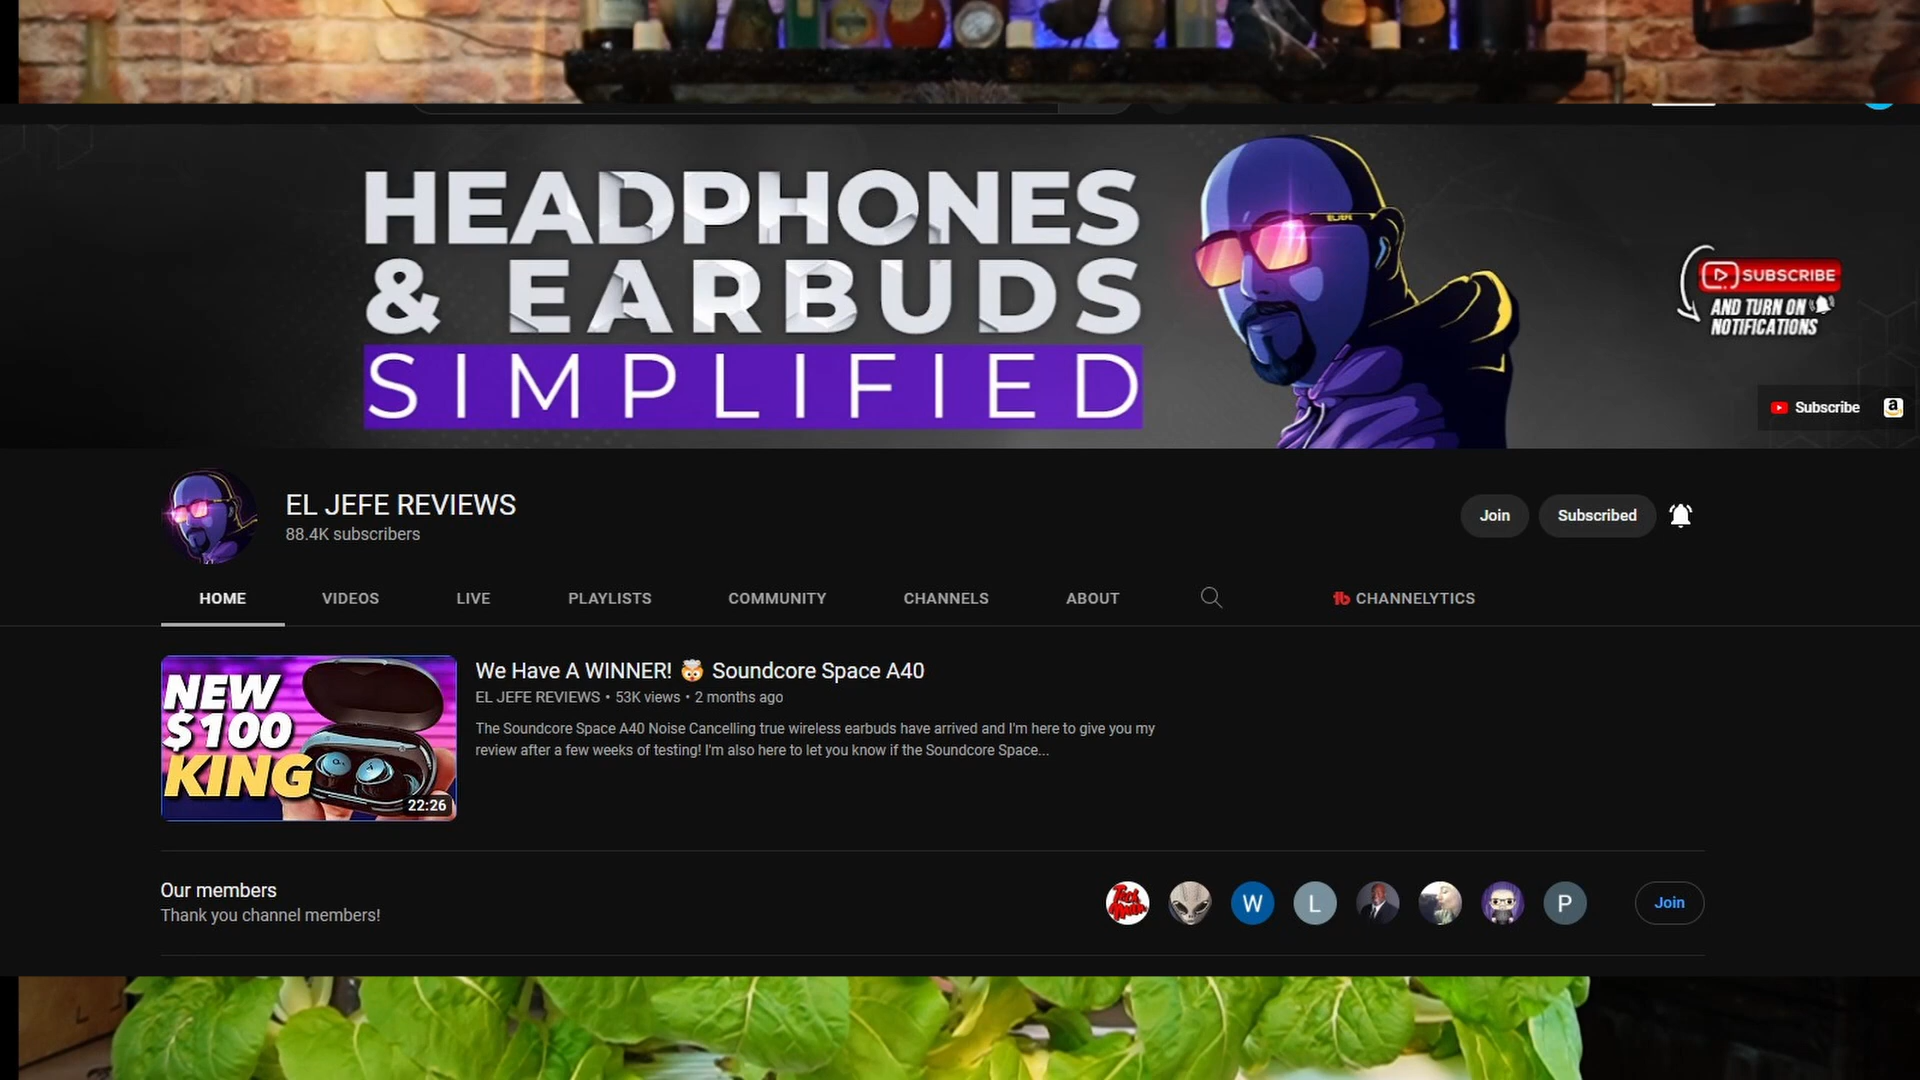 HEADPHONES
& EARBUDS
SIMPLIFIED
SUBSCRIBE
AND TURN ON
NOTIFICATIONS
Subscribe
EL JEFE REVIEWS
88.4K subscribers
Join
Subscribed
HOME
VIDEOS
LIVE
PLAYLISTS
COMMUNITY
CHANNELS
ABOUT
CHANNELYTICS
NEW
$100
KING
22:26
We Have A WINNER! 🤯 Soundcore Space A40
EL JEFE REVIEWS • 53K views • 2 months ago
The Soundcore Space A40 Noise Cancelling true wireless earbuds have arrived and I'm here to give you my
review after a few weeks of testing! I'm also here to let you know if the Soundcore Space...
Our members
Thank you channel members!
W
L
P
Join